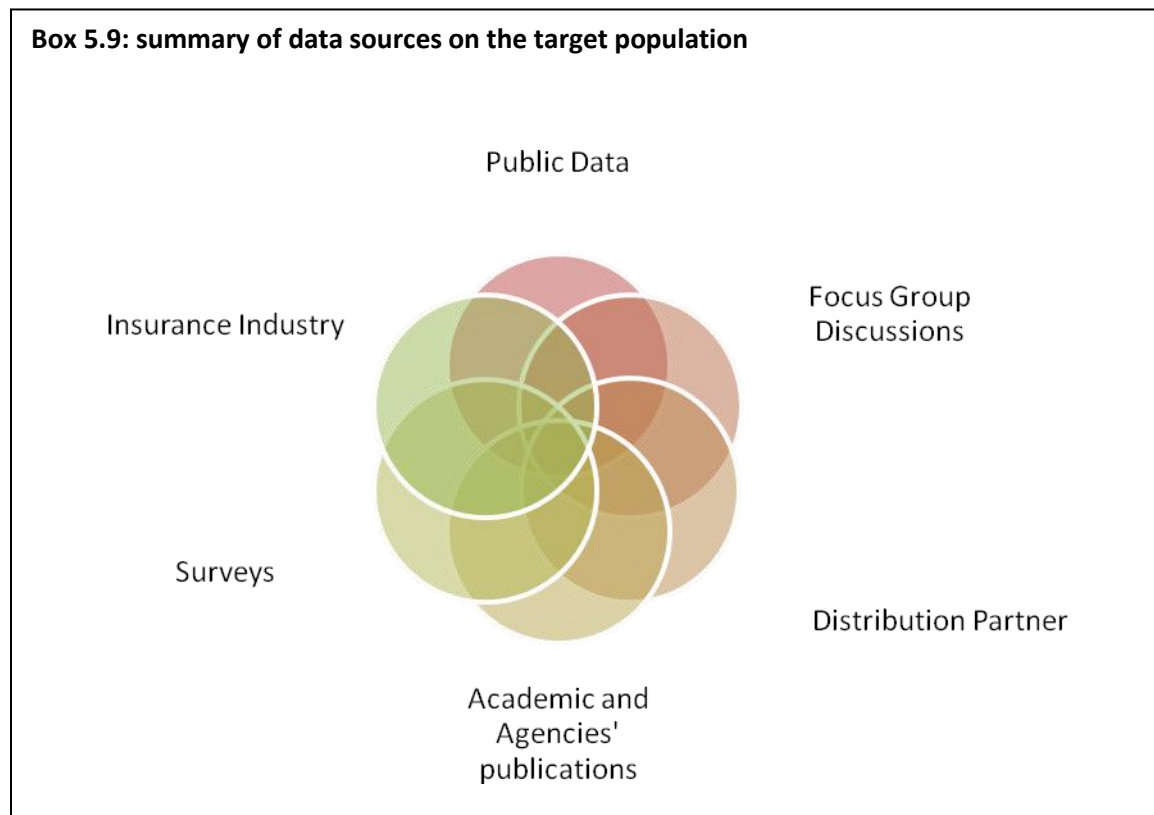 Box 5.9: summary of data sources on the target population
Public Data
Focus Group
Discussions
Insurance Industry
Surveys
Distribution Partner
Academic and
Agencies'
publications